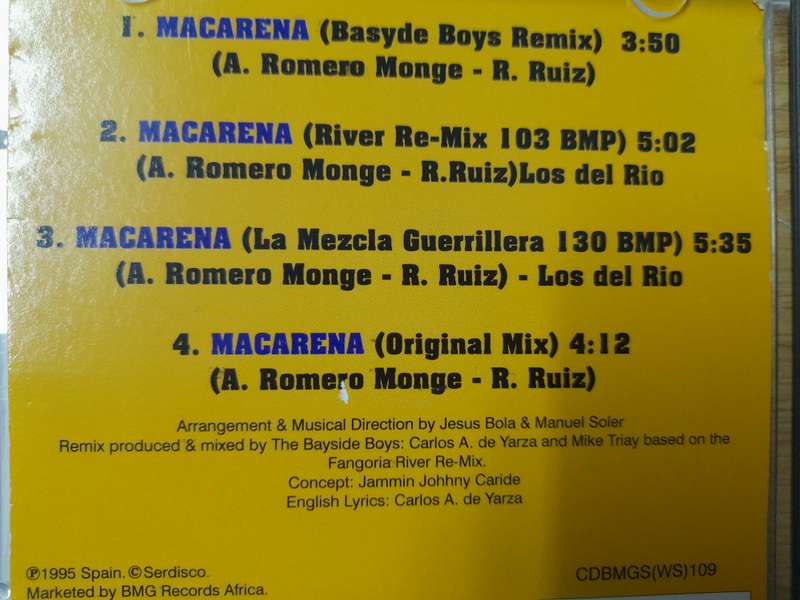 1. MACARENA (Basyde Boys Remix) 3:50
(A. Romero Monge - R. Ruiz)
2. MACARENA (River Re-Mix 103 BMP) 5:02
(A. Romero Monge - R.Ruiz)Los del Rio
3. MACARENA (La Mezcla Guerrillera 130 BMP) 5:35
(A. Romero Monge - R. Ruiz) - Los del Rio
4. MACARENA (Original Mix) 4:12
(A. Romero Monge - R. Ruiz)
Arrangement & Musical Direction by Jesus Bola & Manuel Soler
Remix produced & mixed by The Bayside Boys: Carlos A. de Yarza and Mike Triay based on the
Fangoria River Re-Mix.
Concept: Jammin Johhny Caride
English Lyrics: Carlos A. de Yarza
℗1995 Spain. ©Serdisco.
Marketed by BMG Records Africa.
CDBMGS(WS)109